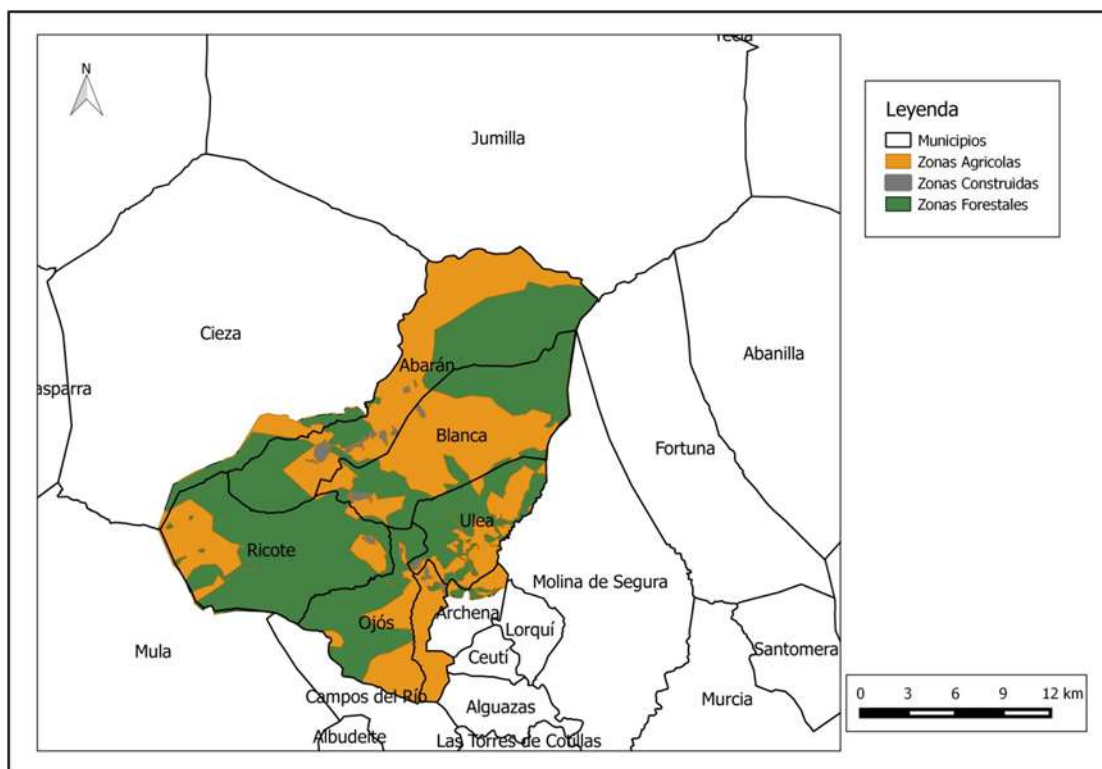 Yecla
N
Jumilla
Leyenda
Municipios
Zonas Agricolas
Zonas Construidas
Zonas Forestales
Cieza
Abarán
Abanilla
asparra
Blanca
Fortuna
Ulea
Ricote
Molina de Segura
Archena
Ojós
Lorquí
Mula
Ceutí
Santomera
Campos del Río
Alguazas
Murcia
0 3 6 9 12 km
Albudeite
Las Torres de Cotillas